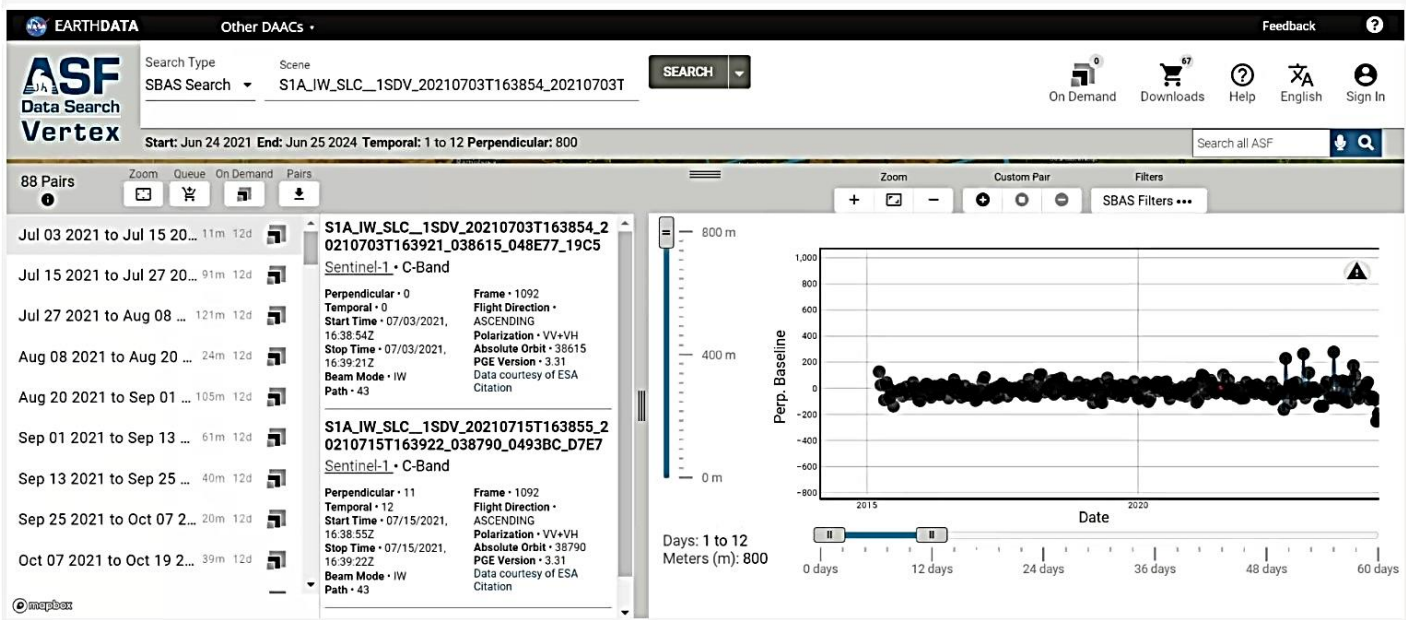 EARTHDATA Other DAACs Feedback ?
ASF
Data Search
Vertex
Search Type Scene
SBAS Search S1A_IW_SLC__1SDV_20210703T163854_20210703T
SEARCH
0 67
On Demand Downloads Help English Sign In
Start: Jun 24 2021 End: Jun 25 2024 Temporal: 1 to 12 Perpendicular: 800
Search all ASF
88 Pairs
Zoom Queue On Demand Pairs
Jul 03 2021 to Jul 15 20... 11m 12d
Jul 15 2021 to Jul 27 20... 91m 12d
Jul 27 2021 to Aug 08 ... 121m 12d
Aug 08 2021 to Aug 20 ... 24m 12d
Aug 20 2021 to Sep 01 ... 105m 12d
Sep 01 2021 to Sep 13 ... 61m 12d
Sep 13 2021 to Sep 25 ... 40m 12d
Sep 25 2021 to Oct 07 2... 20m 12d
Oct 07 2021 to Oct 19 2... 39m 12d
mapbox
S1A_IW_SLC__1SDV_20210703T163854_2
0210703T163921_038615_048E77_19C5
Sentinel-1 • C-Band
Perpendicular • 0
Temporal • 0
Start Time • 07/03/2021,
16:38:54Z
Stop Time • 07/03/2021,
16:39:21Z
Beam Mode • IW
Path • 43
Frame • 1092
Flight Direction •
ASCENDING
Polarization • VV+VH
Absolute Orbit • 38615
PGE Version • 3.31
Data courtesy of ESA
Citation
S1A_IW_SLC__1SDV_20210715T163855_2
0210715T163922_038790_0493BC_D7E7
Sentinel-1 • C-Band
Perpendicular • 11
Temporal • 12
Start Time • 07/15/2021,
16:38:55Z
Stop Time • 07/15/2021,
16:39:22Z
Beam Mode • IW
Path • 43
Frame • 1092
Flight Direction •
ASCENDING
Polarization • VV+VH
Absolute Orbit • 38790
PGE Version • 3.31
Data courtesy of ESA
Citation
Zoom Custom Pair Filters
SBAS Filters •••
800 m
400 m
0 m
Days: 1 to 12
Meters (m): 800
Perp. Baseline
1,000
800
600
400
200
0
−200
−400
−600
−800
2015 2020
Date
0 days 12 days 24 days 36 days 48 days 60 days